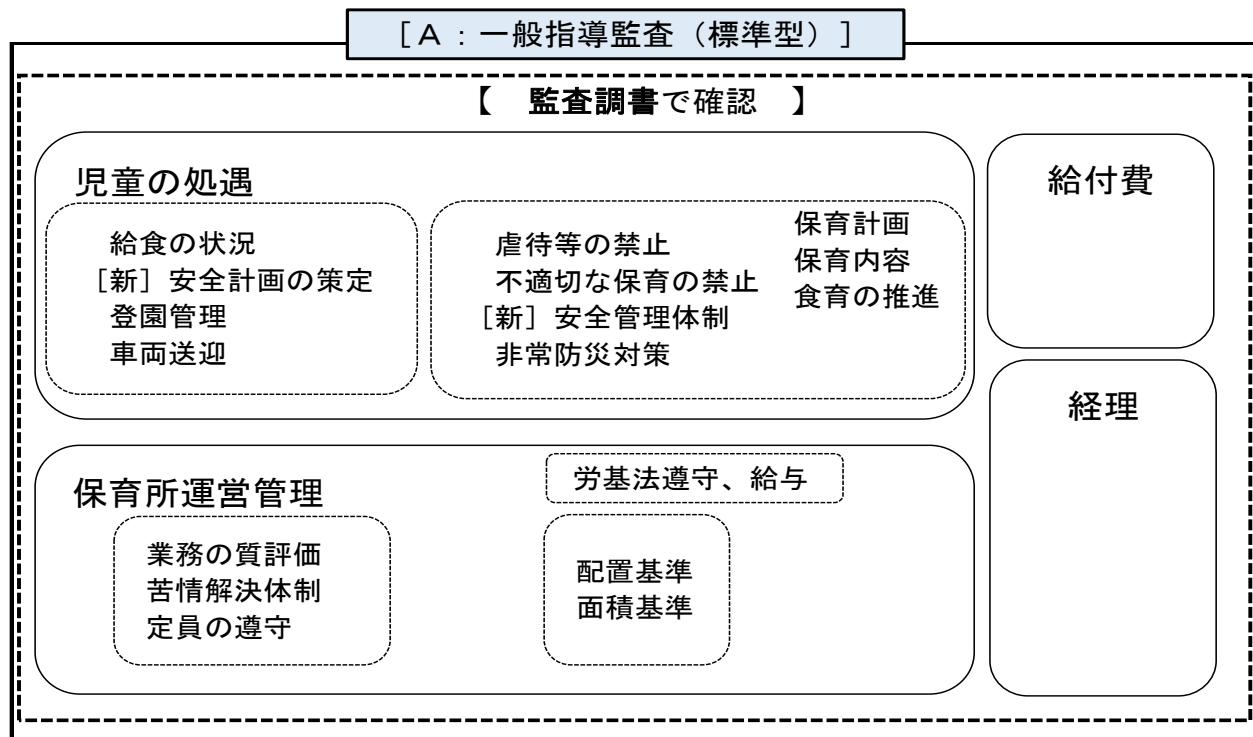 ［Ａ：一般指導監査（標準型）］
【　監査調書で確認　】
児童の処遇
給食の状況
［新］安全計画の策定
登園管理
車両送迎
虐待等の禁止
不適切な保育の禁止
［新］安全管理体制
非常防災対策
保育計画
保育内容
食育の推進
給付費
経理
保育所運営管理
業務の質評価
苦情解決体制
定員の遵守
労基法遵守、給与
配置基準
面積基準